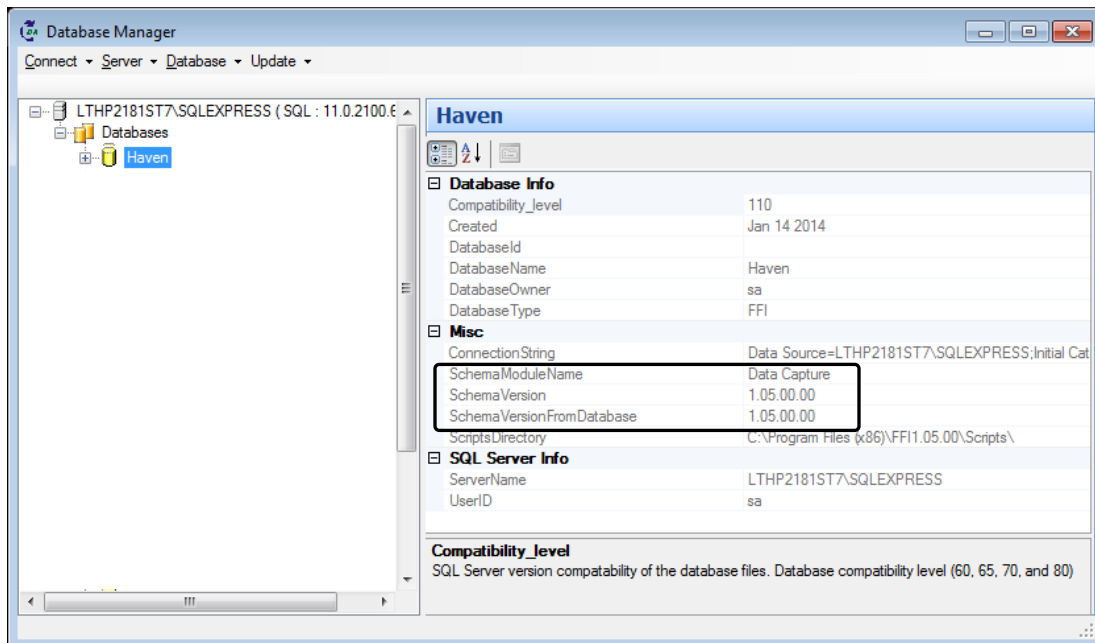 Database Manager
Connect Server Database Update
LTHP2181ST7\SQLEXPRESS ( SQL : 11.0.2100.6
Databases
Haven
Haven
Database Info
Compatibility_level 110
Created Jan 14 2014
DatabaseId
DatabaseName Haven
DatabaseOwner sa
DatabaseType FFI
Misc
ConnectionString Data Source=LTHP2181ST7\SQLEXPRESS;Initial Cat
SchemaModuleName Data Capture
SchemaVersion 1.05.00.00
SchemaVersionFromDatabase 1.05.00.00
ScriptsDirectory C:\Program Files (x86)\FFI1.05.00\Scripts\
SQL Server Info
ServerName LTHP2181ST7\SQLEXPRESS
UserID sa
Compatibility_level
SQL Server version compatability of the database files. Database compatibility level (60, 65, 70, and 80)